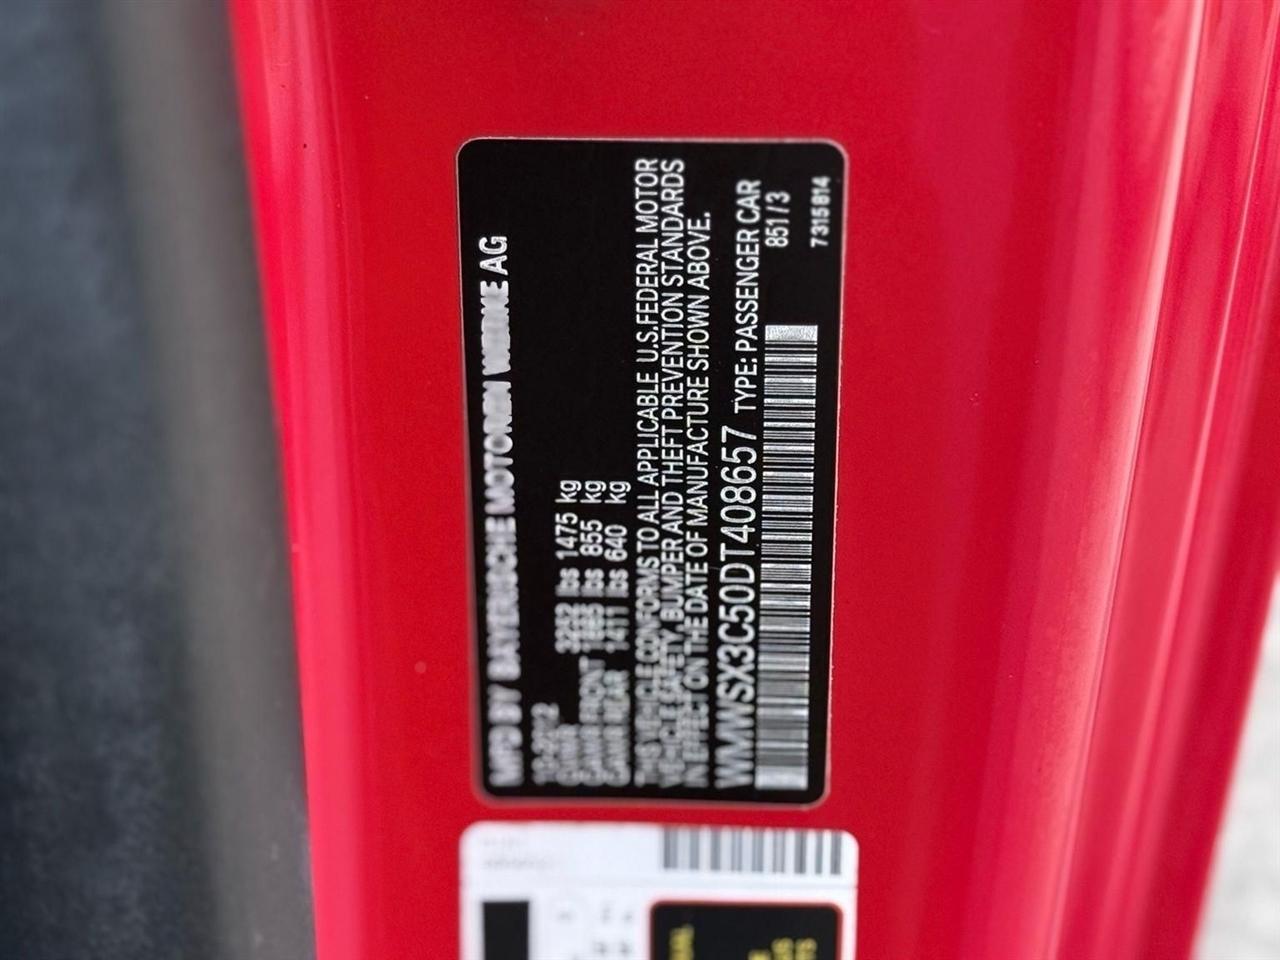 MFD BY BAYERISCHE MOTOREN WERKE AG
10-2012
GVWR 3252 lbs 1475 kg
GAWR FRONT 1885 lbs 855 kg
GAWR REAR 1411 lbs 640 kg
THIS VEHICLE CONFORMS TO ALL APPLICABLE U.S. FEDERAL MOTOR
VEHICLE SAFETY, BUMPER AND THEFT PREVENTION STANDARDS
IN EFFECT ON THE DATE OF MANUFACTURE SHOWN ABOVE.
WMWSX3C50DT408657 TYPE: PASSENGER CAR
851/3
7315814